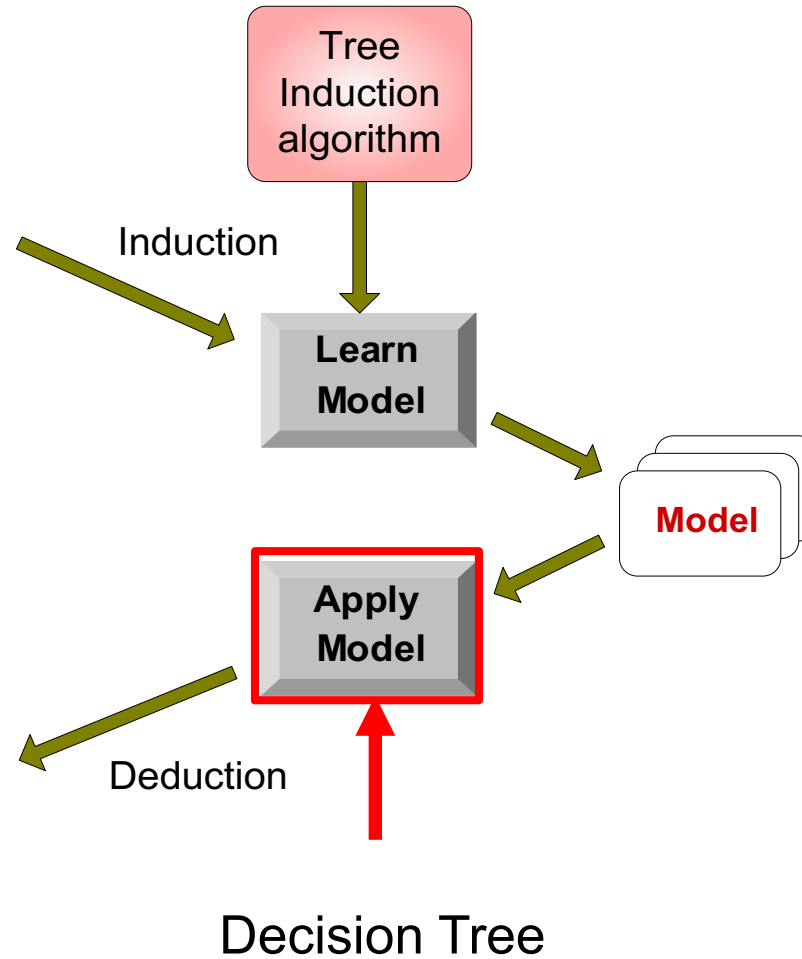 Tree
Induction
algorithm
Induction
Learn
Model
Model
Apply
Model
Deduction
Decision Tree